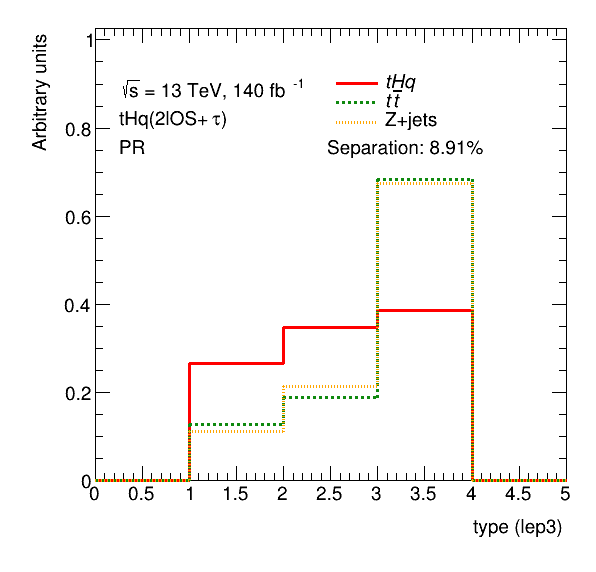 Arbitrary units
1
0.8
0.6
0.4
0.2
0
√s = 13 TeV, 140 fb⁻¹
tHq(2lOS+ τ)
PR
tHq
tt̅
Z+jets
Separation: 8.91%
0 0.5 1 1.5 2 2.5 3 3.5 4 4.5 5
type (lep3)